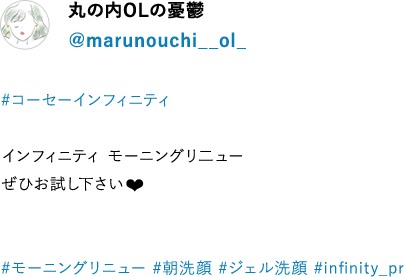 丸の内OLの憂鬱
@marunouchi__ol_
#コーセーインフィニティ
インフィニティ モーニングリニュー
ぜひお試し下さい❤
#モーニングリニュー #朝洗顔 #ジェル洗顔 #infinity_pr